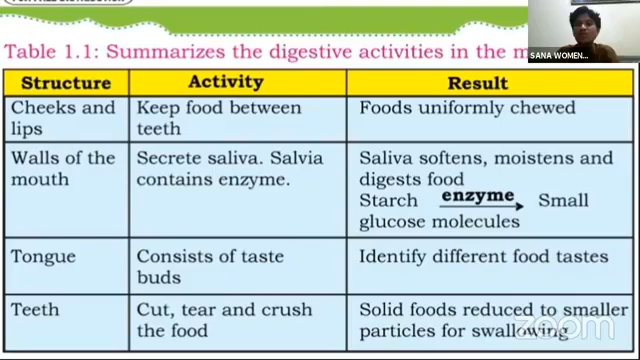 SANA WOMEN...
Table 1.1: Summarizes the digestive activities in the m
Structure
Activity
Result
Cheeks and
lips
Keep food between
teeth
Foods uniformly chewed
Walls of the
mouth
Secrete saliva. Salvia
contains enzyme.
Saliva softens, moistens and
digests food
Starch enzyme Small
glucose molecules
Tongue
Consists of taste
buds
Identify different food tastes
Teeth
Cut, tear and crush
the food
Solid foods reduced to smaller
particles for swallowing
zoom